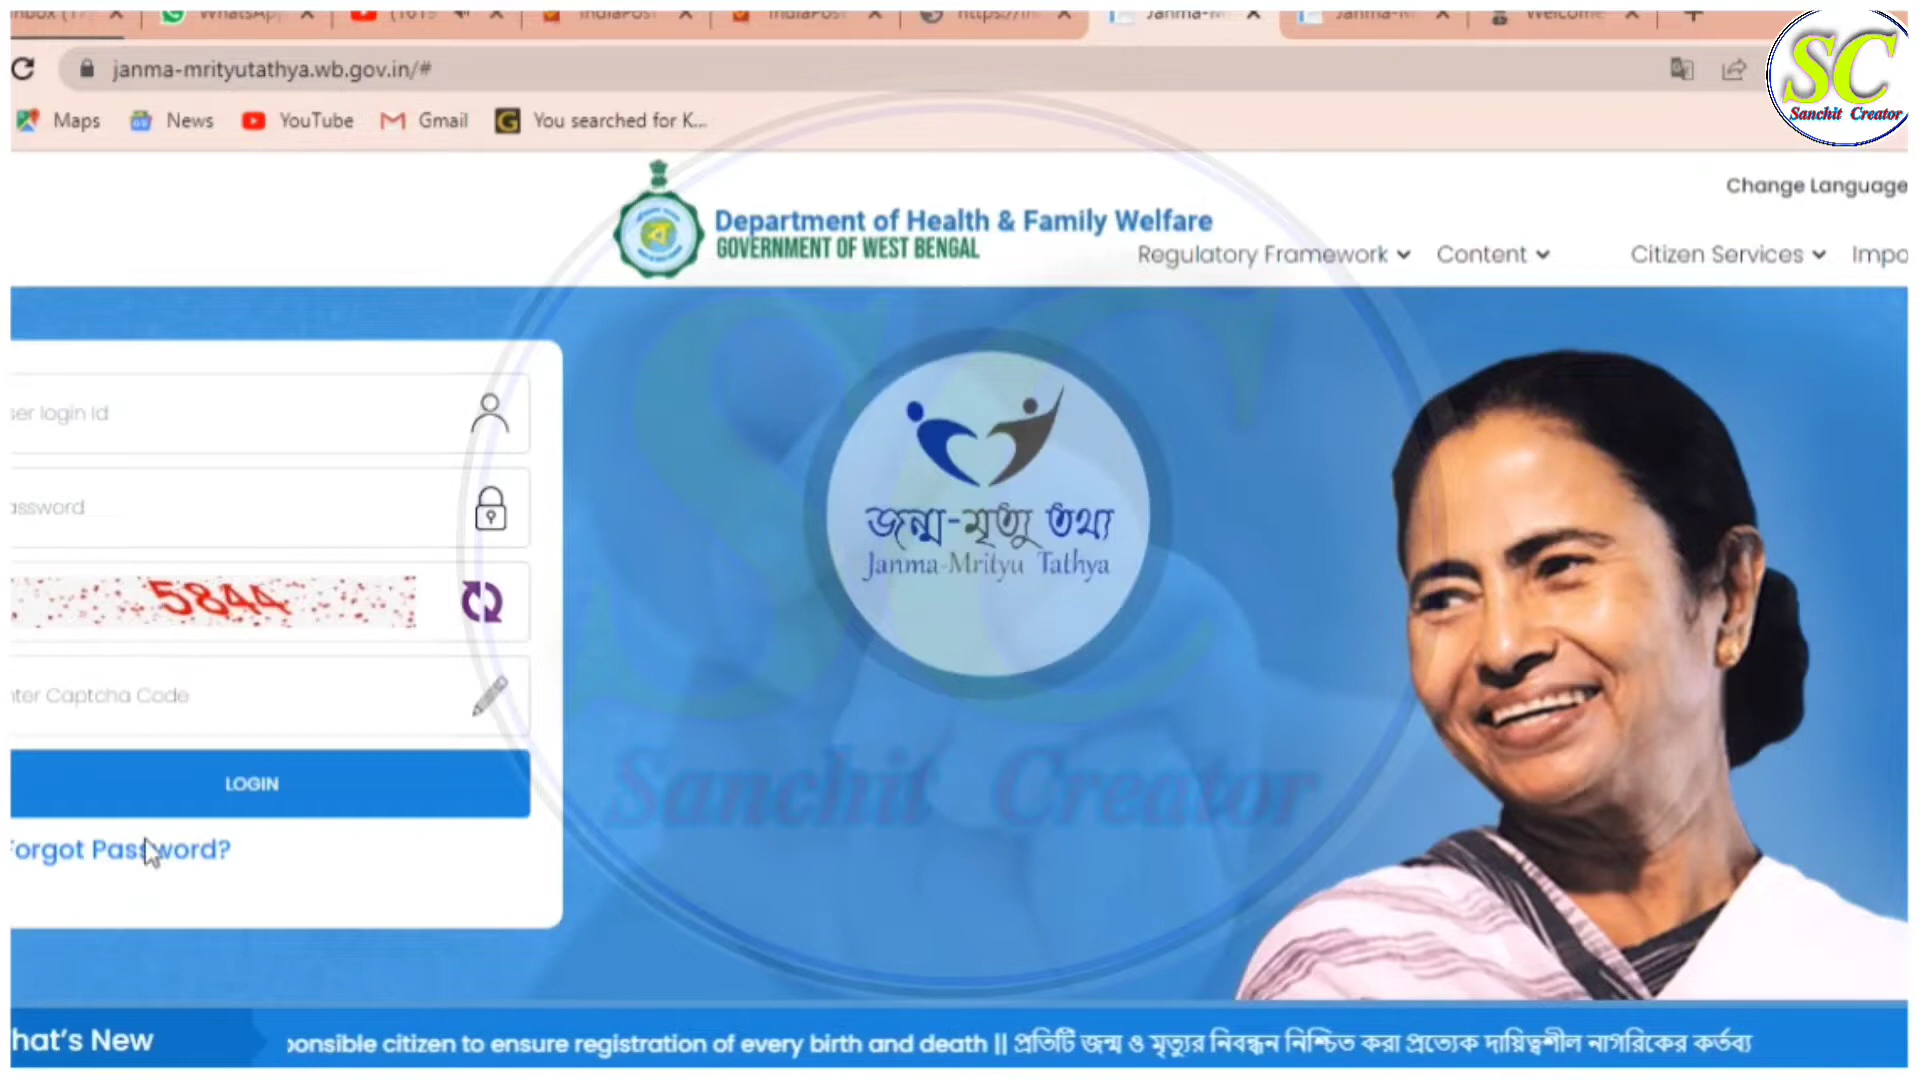 WhatsApp
janma-mrityutathya.wb.gov.in/#
Maps News YouTube Gmail You searched for K...
SC
Sanchit Creator
Change Language
Department of Health & Family Welfare
GOVERNMENT OF WEST BENGAL
Regulatory Framework Content Citizen Services Impo
ser login Id
assword
5844
nter Captcha Code
LOGIN
orgot Password?
জন্ম-মৃত্যু তথ্য
Janma-Mrityu Tathya
SC
Sanchit Creator
hat's New
ponsible citizen to ensure registration of every birth and death || প্রতিটি জন্ম ও মৃত্যুর নিবন্ধন নিশ্চিত করা প্রত্যেক দায়িত্বশীল নাগরিকের কর্তব্য